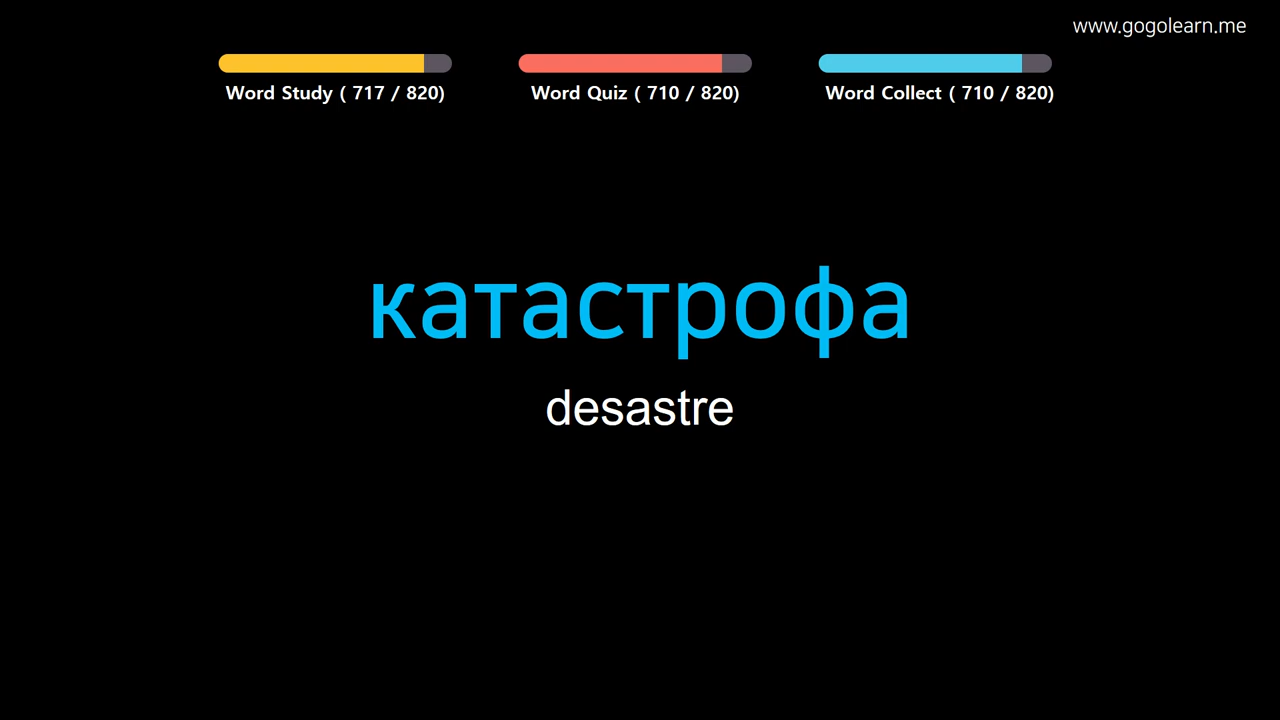 www.gogolearn.me
Word Study ( 717 / 820)
Word Quiz ( 710 / 820)
Word Collect ( 710 / 820)
катастрофа
desastre